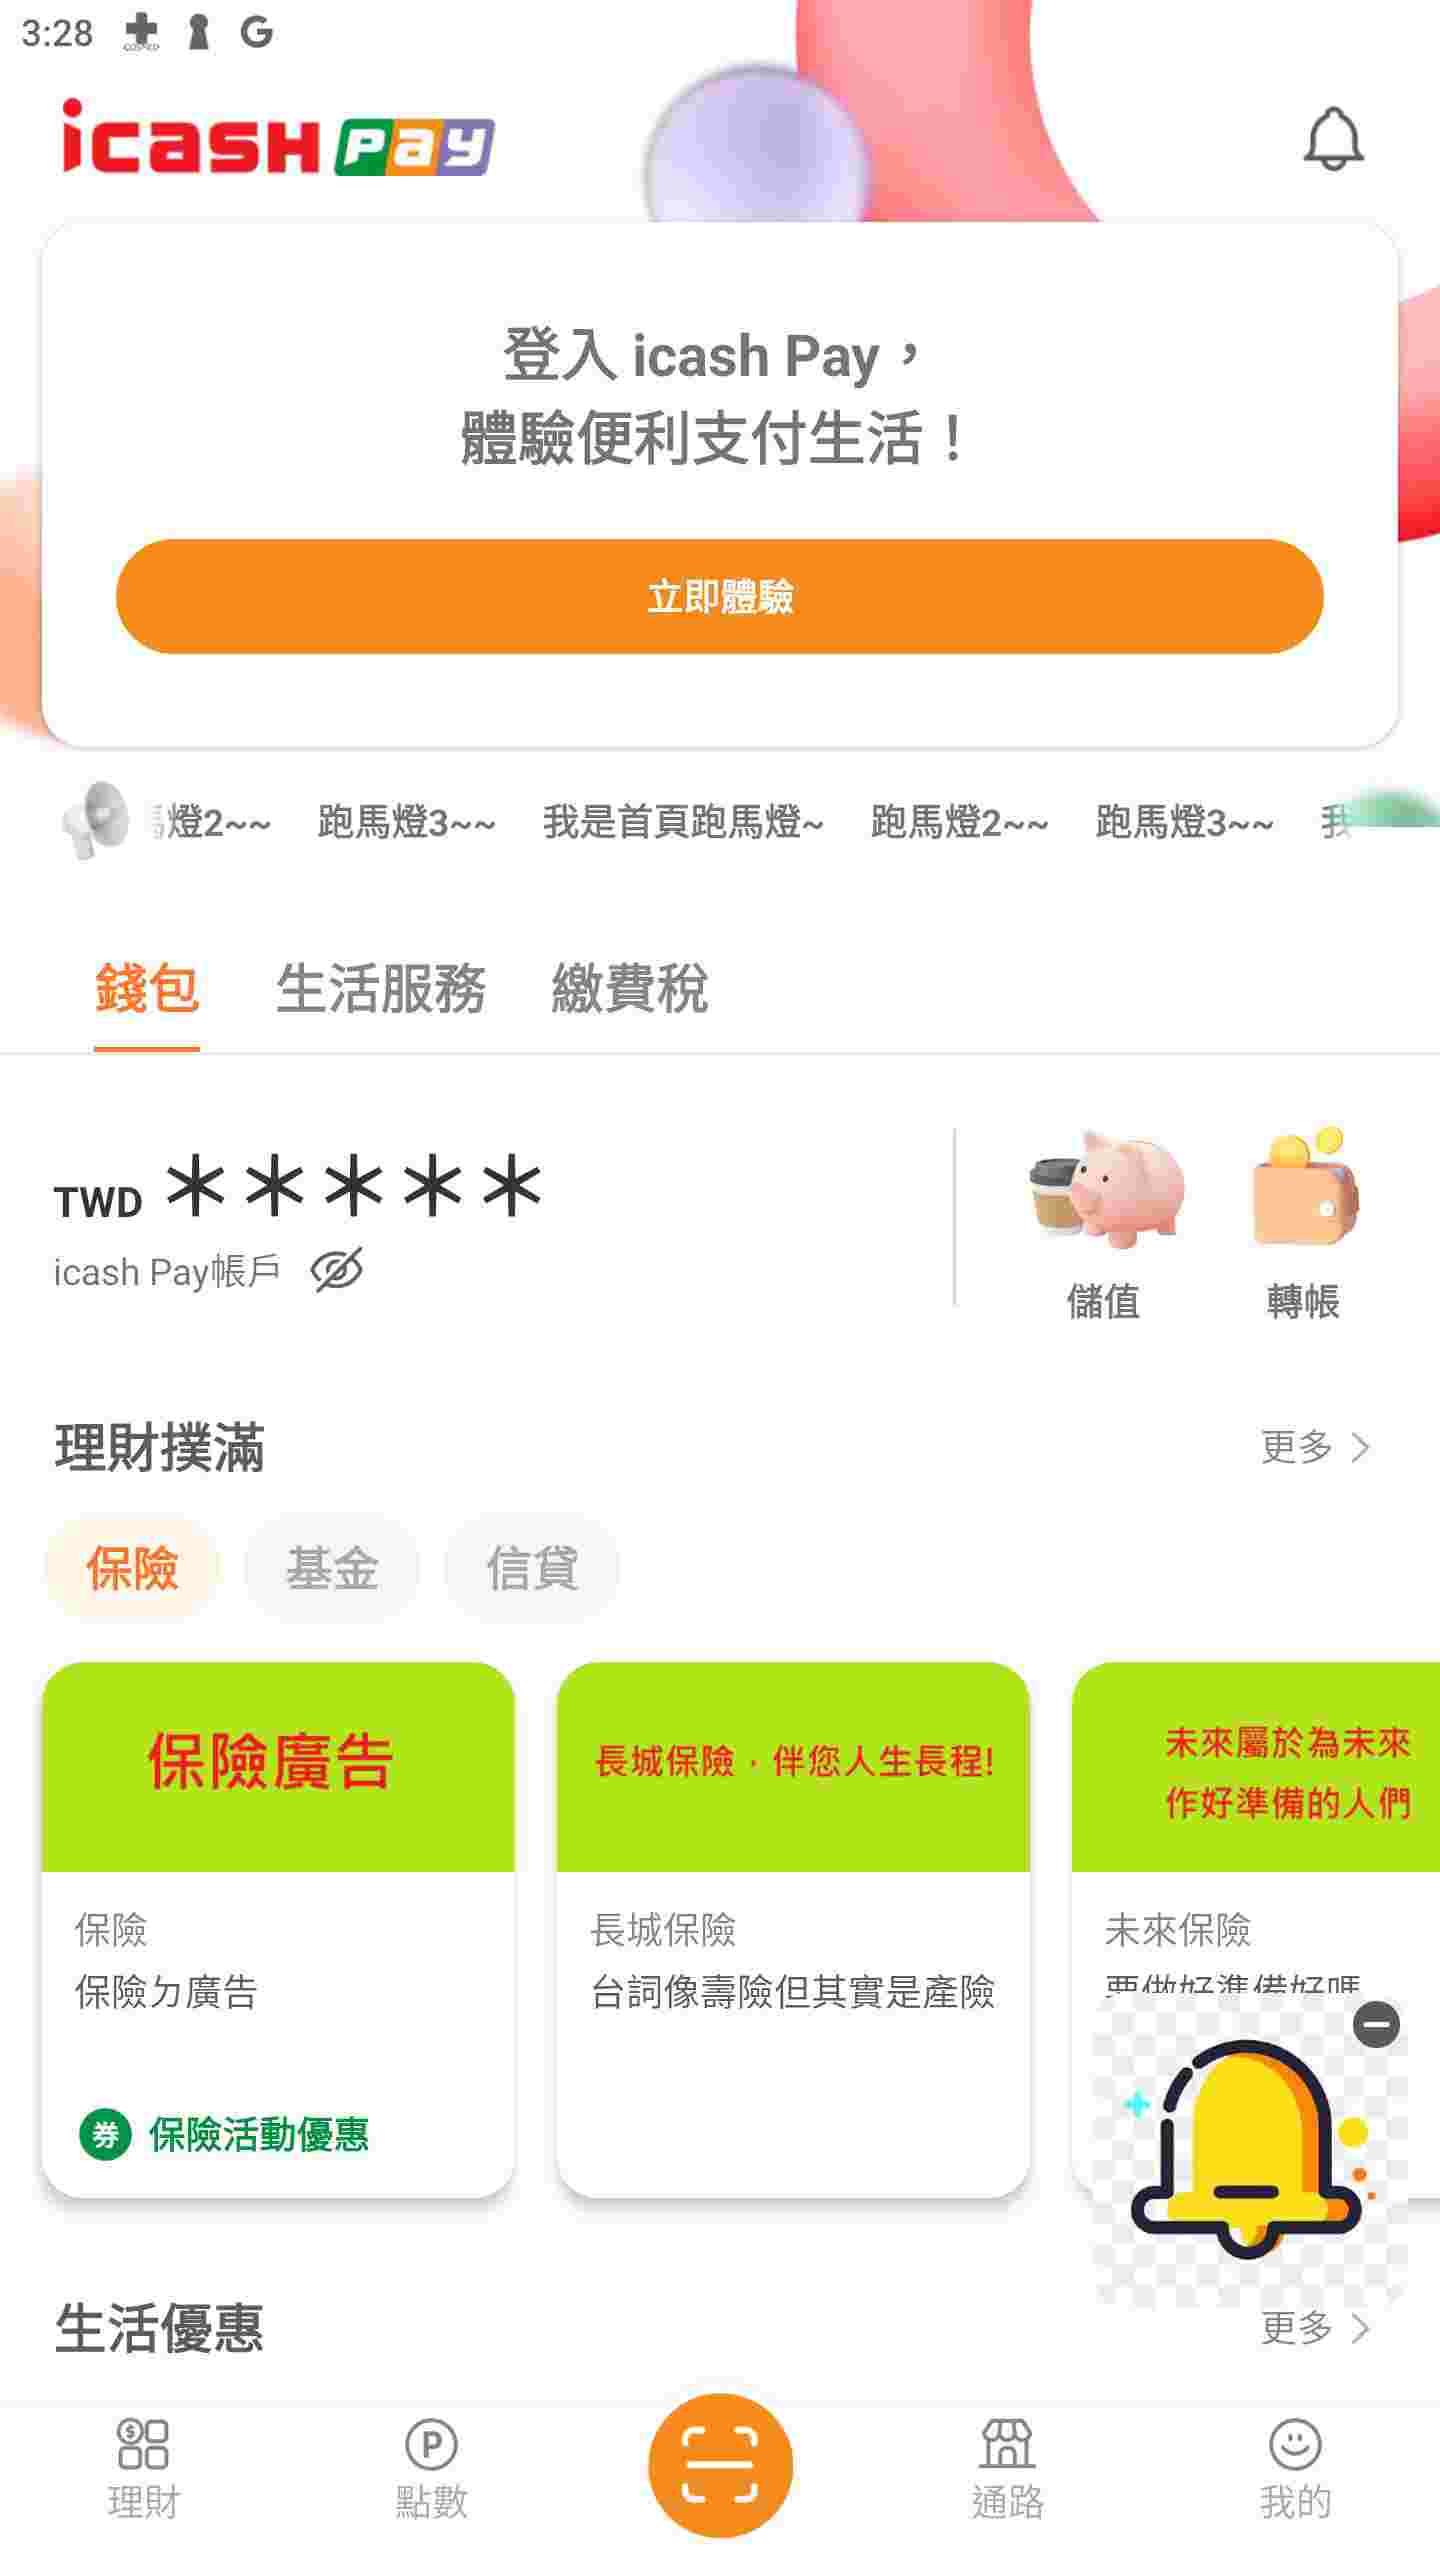 3:28
icash Pay
登入 icash Pay，
體驗便利支付生活！
立即體驗
燈2~~ 跑馬燈3~~ 我是首頁跑馬燈~ 跑馬燈2~~ 跑馬燈3~~ 我
錢包 生活服務 繳費稅
TWD *****
icash Pay帳戶
儲值 轉帳
理財撲滿 更多
保險 基金 信貸
保險廣告
保險
保險ㄉ廣告
券 保險活動優惠
長城保險，伴您人生長程!
長城保險
台詞像壽險但其實是產險
未來屬於為未來
作好準備的人們
未來保險
要做好準備好嗎
生活優惠 更多
理財 點數 通路 我的